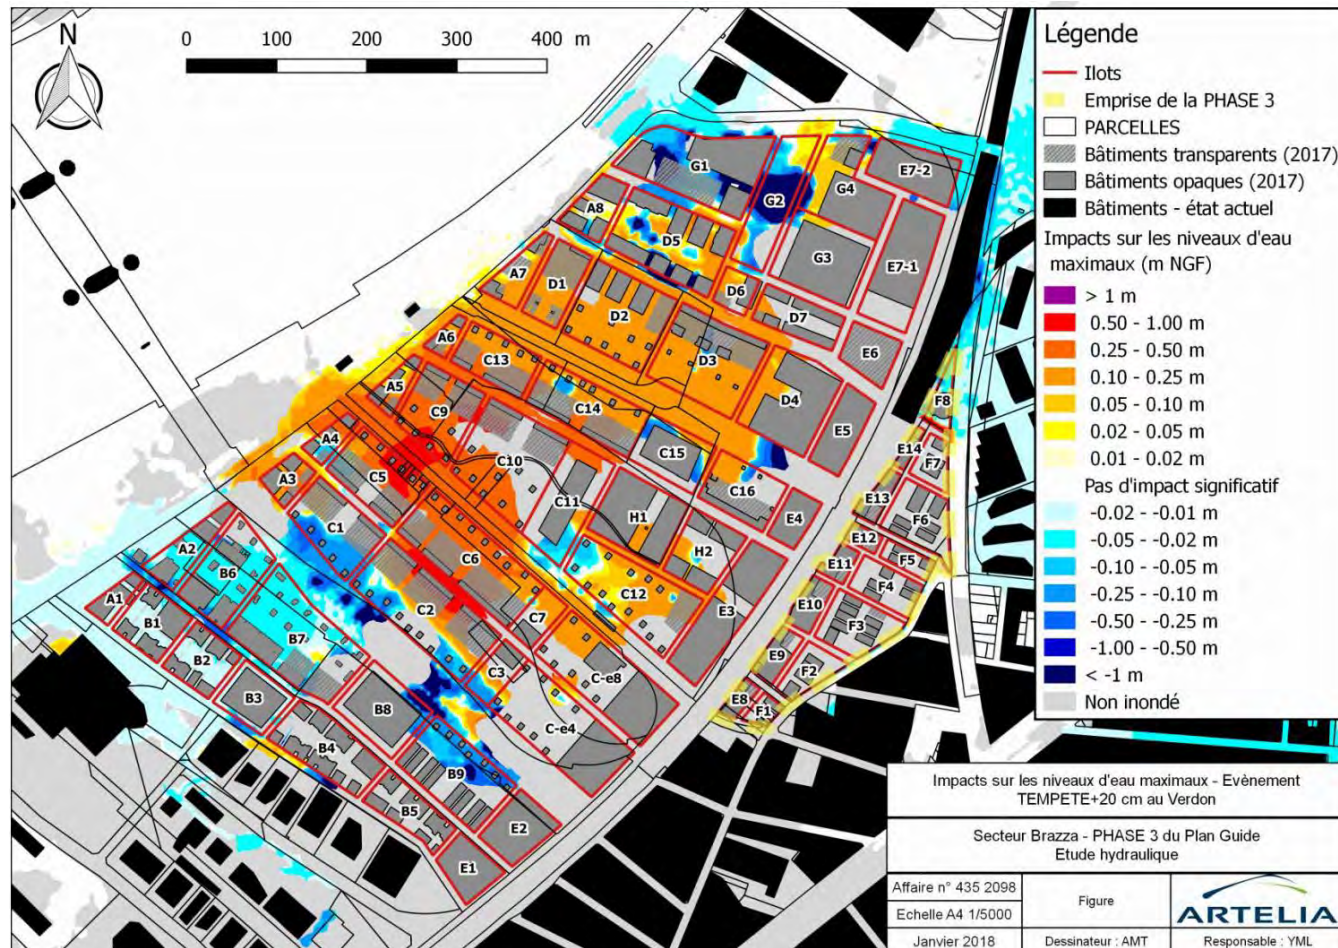 N
0 100 200 300 400 m
Légende
Ilots
Emprise de la PHASE 3
PARCELLES
Bâtiments transparents (2017)
Bâtiments opaques (2017)
Bâtiments - état actuel
Impacts sur les niveaux d'eau
maximaux (m NGF)
> 1 m
0.50 - 1.00 m
0.25 - 0.50 m
0.10 - 0.25 m
0.05 - 0.10 m
0.02 - 0.05 m
0.01 - 0.02 m
Pas d'impact significatif
-0.02 - -0.01 m
-0.05 - -0.02 m
-0.10 - -0.05 m
-0.25 - -0.10 m
-0.50 - -0.25 m
-1.00 - -0.50 m
< -1 m
Non inondé
G1
E7-2
G4
G2
A8
D5
G3
E7-1
A7
D1
D6
D2
D7
A6
E6
C13
D3
A5
D4
F8
C9
C14
E5
A4
C10
C15
E14
F7
A3
C5
C16
C11
E13
C1
H1
E4
F6
A2
H2
E12
B6
C6
F5
E11
F4
A1
C2
C12
E10
B1
C7
E3
F3
B7
B2
C3
E9
F2
C-e8
B3
B8
E8
F1
C-e4
B4
B9
B5
E2
E1
Impacts sur les niveaux d'eau maximaux - Evènement
TEMPETE+20 cm au Verdon
Secteur Brazza - PHASE 3 du Plan Guide
Etude hydraulique
Affaire n° 435 2098
Figure
ARTELIA
Echelle A4 1/5000
Janvier 2018
Dessinateur : AMT
Responsable : YML